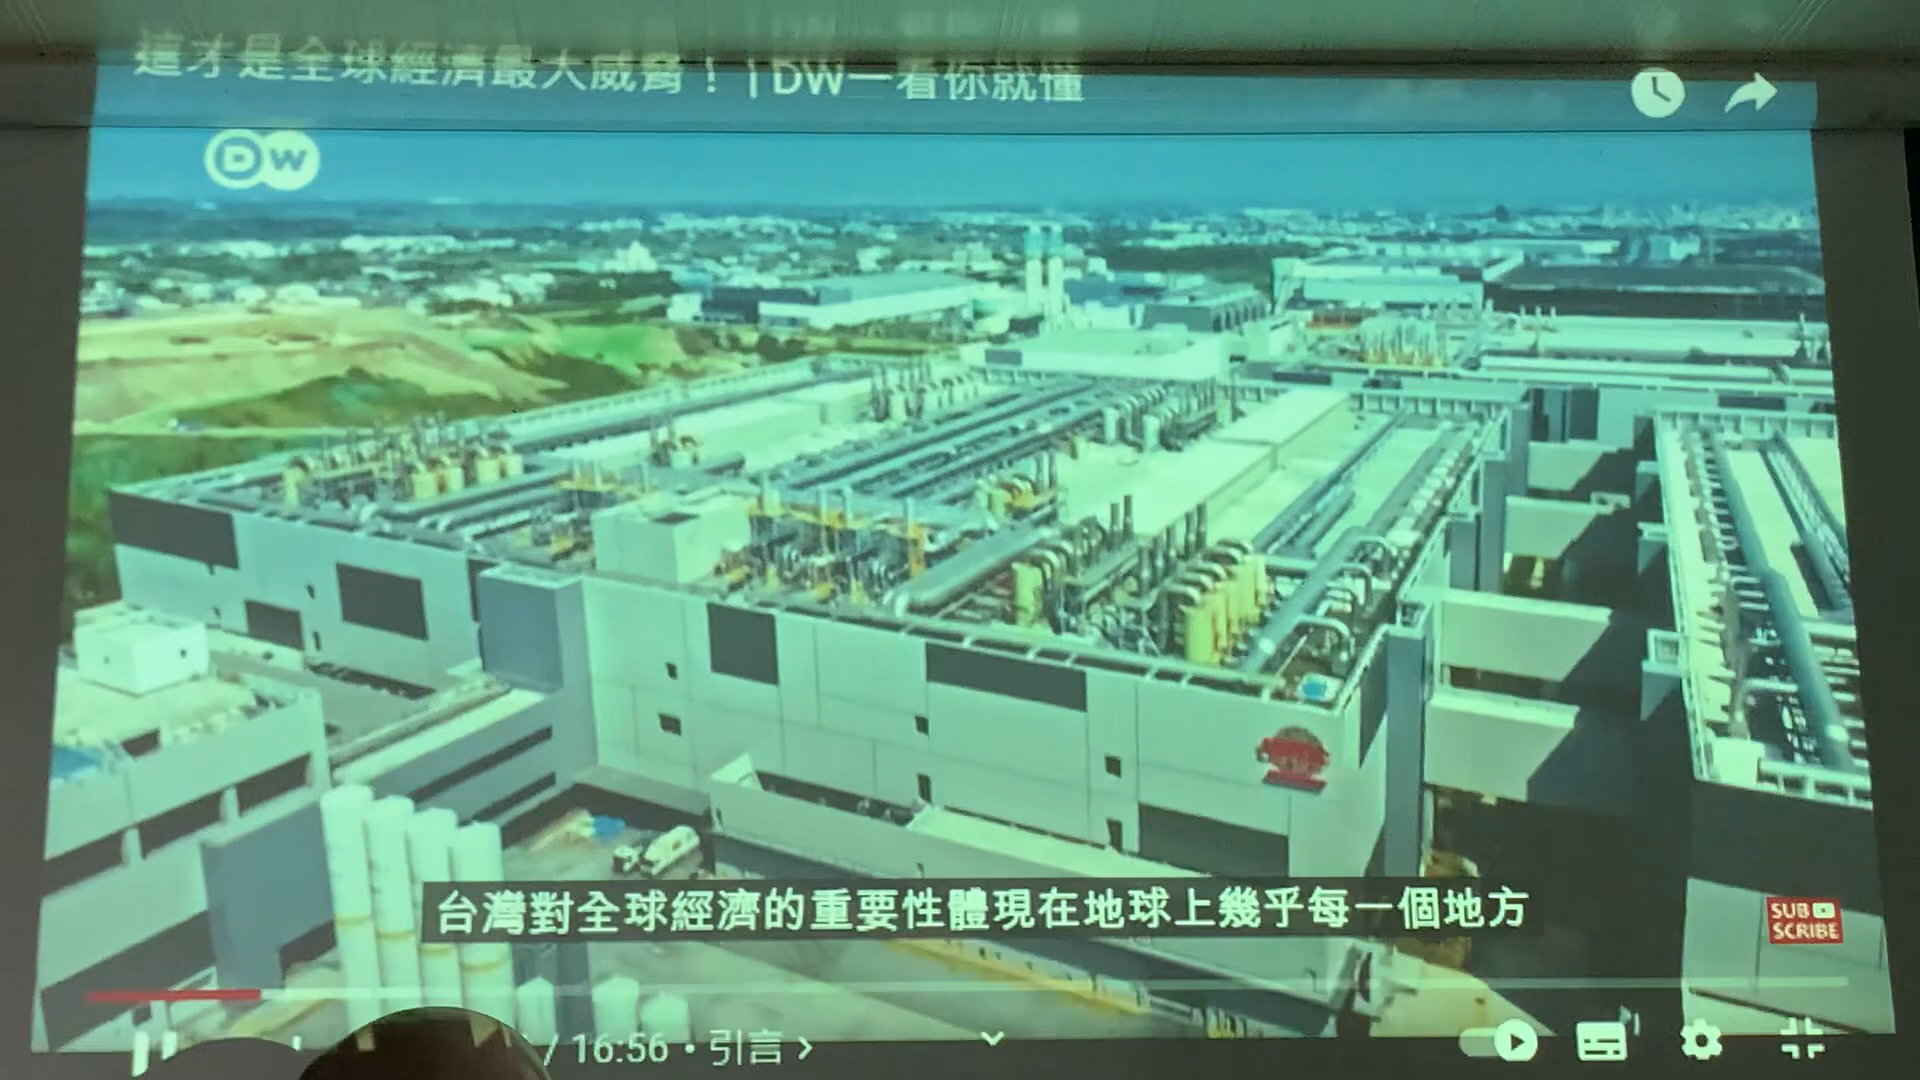 這才是全球經濟最大威脅！ | DW一看你就懂
DW
台灣對全球經濟的重要性體現在地球上幾乎每一個地方
SUB
SCRIBE
/ 16:56 • 引言 ›